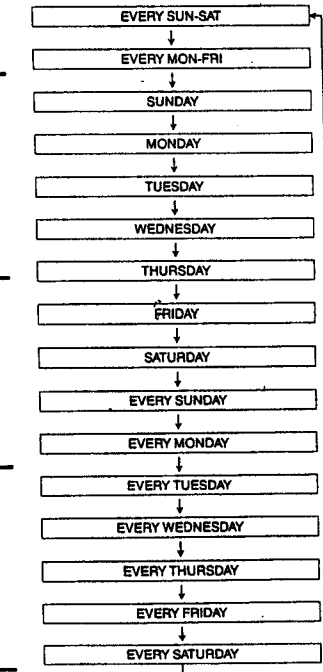 EVERY SUN-SAT
EVERY MON-FRI
SUNDAY
MONDAY
TUESDAY
WEDNESDAY
THURSDAY
FRIDAY
SATURDAY
EVERY SUNDAY
EVERY MONDAY
EVERY TUESDAY
EVERY WEDNESDAY
EVERY THURSDAY
EVERY FRIDAY
EVERY SATURDAY